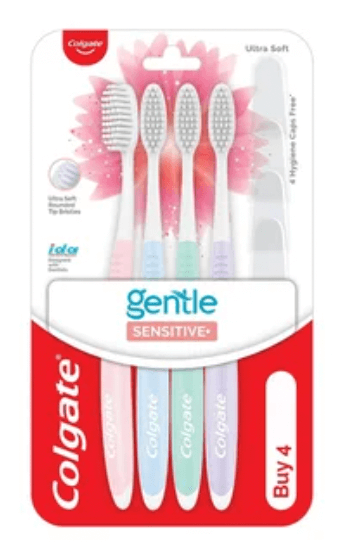 Colgate
Ultra Soft
4 Hygiene Caps Free*
Ultra Soft
Rounded
Tip Bristles
gentle
SENSITIVE+
Colgate®
Colgate
Colgate
Colgate
Colgate
Buy 4